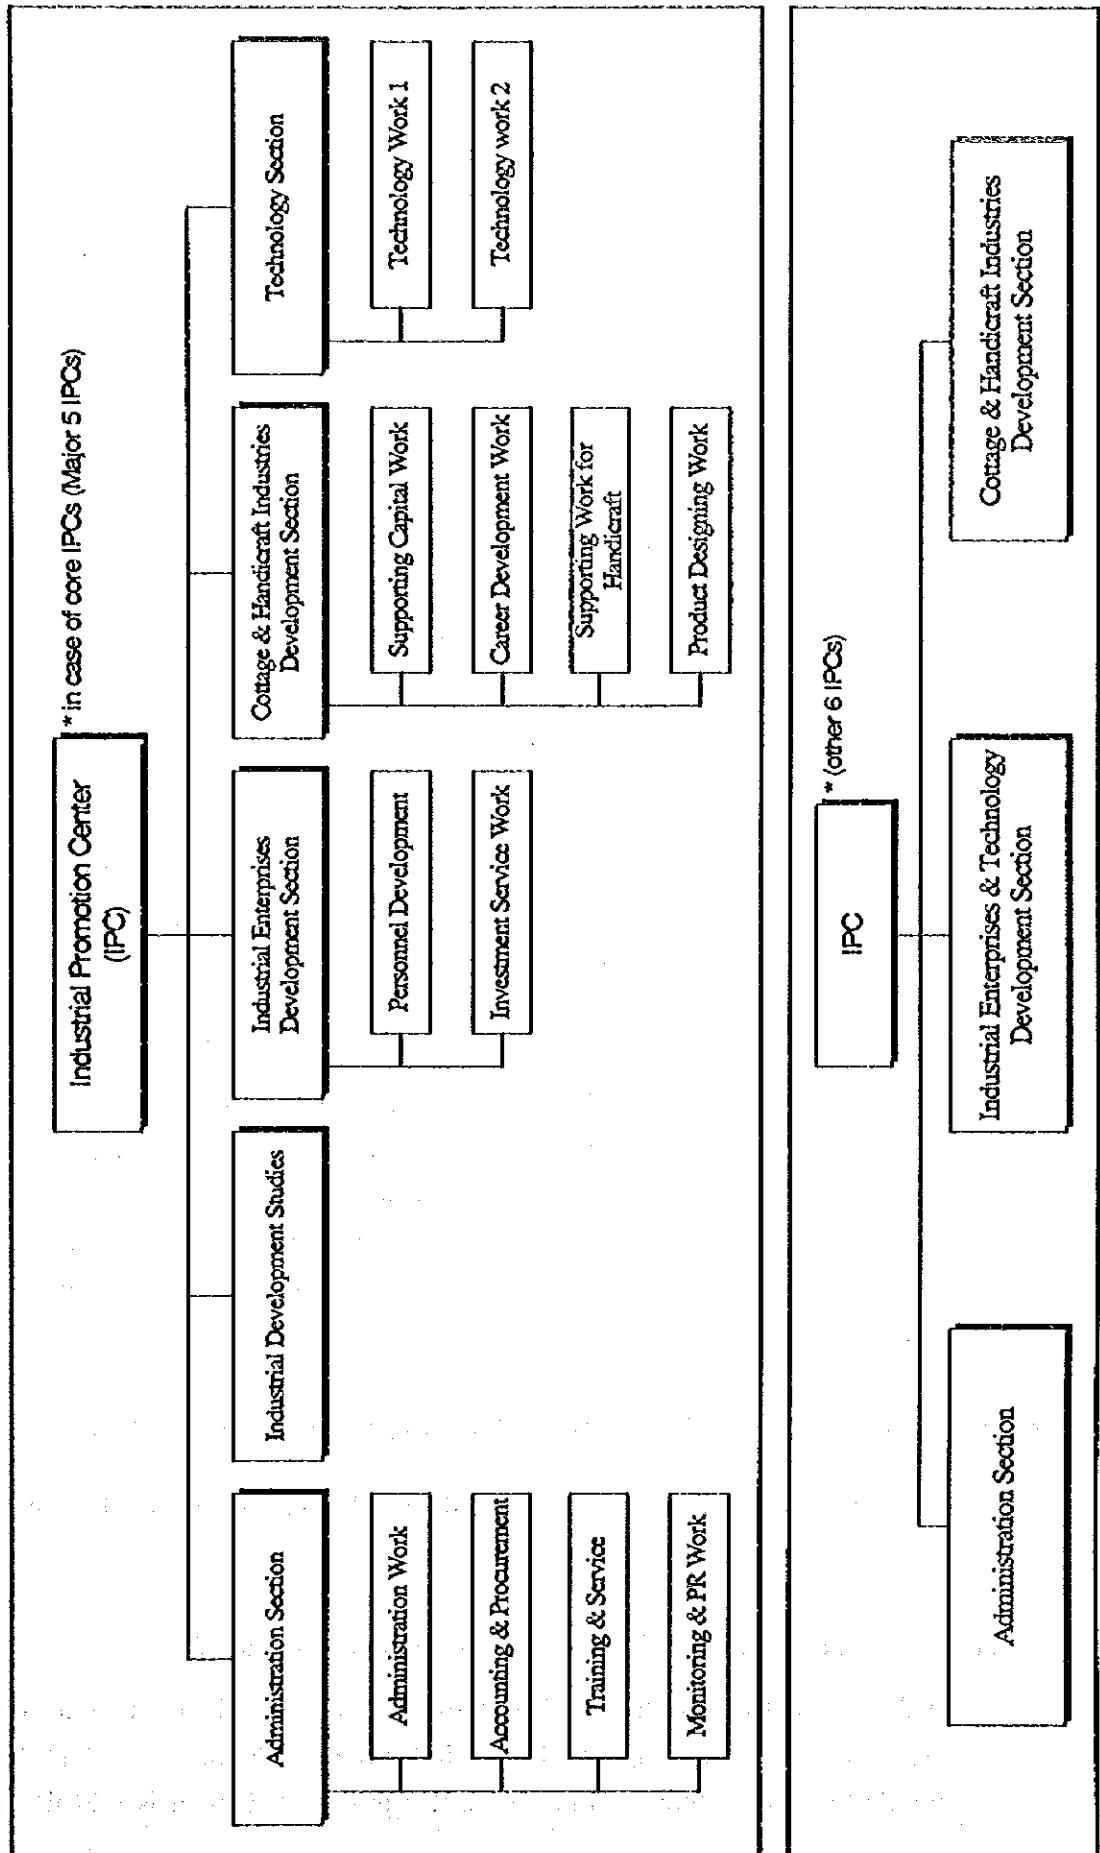 Industrial Promotion Center
(IPC)
* in case of core IPCs (Major 5 IPCs)
Administration Section
Administration Work
Accounting & Procurement
Training & Service
Monitoring & PR Work
Industrial Development Studies
Industrial Enterprises
Development Section
Personnel Development
Investment Service Work
Cottage & Handicraft Industries
Development Section
Supporting Capital Work
Career Development Work
Supporting Work for
Handicraft
Product Designing Work
Technology Section
Technology Work 1
Technology work 2
IPC
* (other 6 IPCs)
Administration Section
Industrial Enterprises & Technology
Development Section
Cottage & Handicraft Industries
Development Section